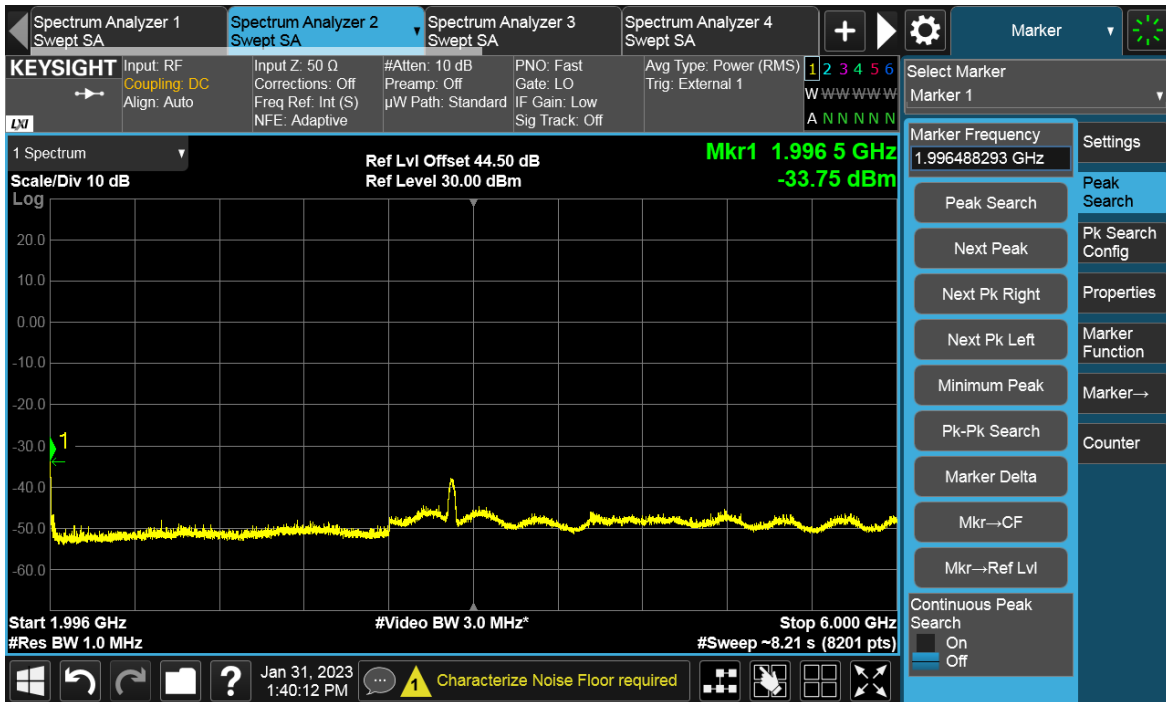 Spectrum Analyzer 1
Swept SA
Spectrum Analyzer 2
Swept SA
Spectrum Analyzer 3
Swept SA
Spectrum Analyzer 4
Swept SA
Marker
KEYSIGHT
LXI
Input: RF
Coupling: DC
Align: Auto
Input Z: 50 Ω
Corrections: Off
Freq Ref: Int (S)
NFE: Adaptive
#Atten: 10 dB
Preamp: Off
µW Path: Standard
PNO: Fast
Gate: LO
IF Gain: Low
Sig Track: Off
Avg Type: Power (RMS)
Trig: External 1
1 2 3 4 5 6
W W W W W W
A N N N N N
Select Marker
Marker 1
1 Spectrum
Scale/Div 10 dB
Log
Ref Lvl Offset 44.50 dB
Ref Level 30.00 dBm
Mkr1 1.996 5 GHz
-33.75 dBm
20.0
10.0
0.00
-10.0
-20.0
-30.0
-40.0
-50.0
-60.0
1
Start 1.996 GHz
#Res BW 1.0 MHz
#Video BW 3.0 MHz*
Stop 6.000 GHz
#Sweep ~8.21 s (8201 pts)
Marker Frequency
1.996488293 GHz
Peak Search
Next Peak
Next Pk Right
Next Pk Left
Minimum Peak
Pk-Pk Search
Marker Delta
Mkr→CF
Mkr→Ref Lvl
Continuous Peak
Search
On
Off
Settings
Peak
Search
Pk Search
Config
Properties
Marker
Function
Marker→
Counter
?
Jan 31, 2023
1:40:12 PM
1
Characterize Noise Floor required